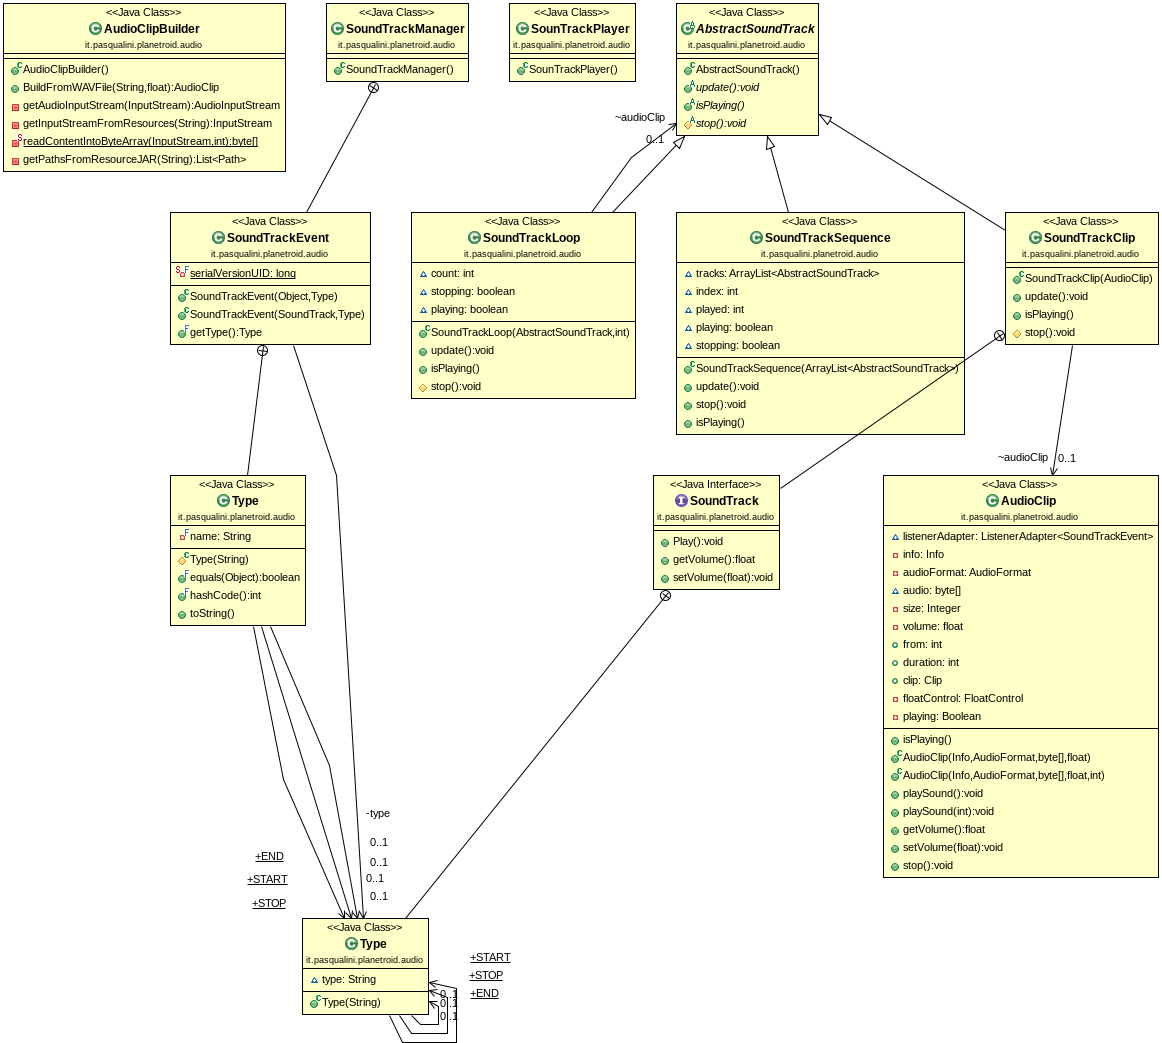 <<Java Class>>
AudioClipBuilder
it.pasqualini.planetroid.audio
AudioClipBuilder()
BuildFromWAVFile(String,float):AudioClip
getAudioInputStream(InputStream):AudioInputStream
getInputStreamFromResources(String):InputStream
readContentIntoByteArray(InputStream,int):byte[]
getPathsFromResourceJAR(String):List<Path>
<<Java Class>>
SoundTrackManager
it.pasqualini.planetroid.audio
SoundTrackManager()
<<Java Class>>
SounTrackPlayer
it.pasqualini.planetroid.audio
SounTrackPlayer()
<<Java Class>>
AbstractSoundTrack
it.pasqualini.planetroid.audio
AbstractSoundTrack()
update():void
isPlaying()
stop():void
~audioClip
0..1
<<Java Class>>
SoundTrackEvent
it.pasqualini.planetroid.audio
serialVersionUID: long
SoundTrackEvent(Object,Type)
SoundTrackEvent(SoundTrack,Type)
getType():Type
<<Java Class>>
SoundTrackLoop
it.pasqualini.planetroid.audio
count: int
stopping: boolean
playing: boolean
SoundTrackLoop(AbstractSoundTrack,int)
update():void
isPlaying()
stop():void
<<Java Class>>
SoundTrackSequence
it.pasqualini.planetroid.audio
tracks: ArrayList<AbstractSoundTrack>
index: int
played: int
playing: boolean
stopping: boolean
SoundTrackSequence(ArrayList<AbstractSoundTrack>)
update():void
stop():void
isPlaying()
<<Java Class>>
SoundTrackClip
it.pasqualini.planetroid.audio
SoundTrackClip(AudioClip)
update():void
isPlaying()
stop():void
~audioClip
0..1
<<Java Class>>
Type
it.pasqualini.planetroid.audio
name: String
Type(String)
equals(Object):boolean
hashCode():int
toString()
<<Java Interface>>
SoundTrack
it.pasqualini.planetroid.audio
Play():void
getVolume():float
setVolume(float):void
<<Java Class>>
AudioClip
it.pasqualini.planetroid.audio
listenerAdapter: ListenerAdapter<SoundTrackEvent>
info: Info
audioFormat: AudioFormat
audio: byte[]
size: Integer
volume: float
from: int
duration: int
clip: Clip
floatControl: FloatControl
playing: Boolean
isPlaying()
AudioClip(Info,AudioFormat,byte[],float)
AudioClip(Info,AudioFormat,byte[],float,int)
playSound():void
playSound(int):void
getVolume():float
setVolume(float):void
stop():void
-type
0..1
+END
0..1
+START
0..1
+STOP
0..1
<<Java Class>>
Type
it.pasqualini.planetroid.audio
type: String
Type(String)
+START
+STOP
+END
0..1
0..1
0..1